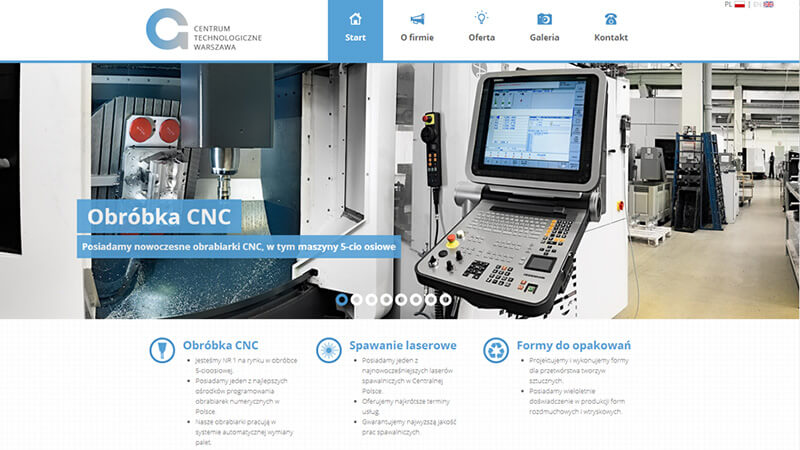 PL | EN
CENTRUM
TECHNOLOGICZNE
WARSZAWA
Start
O firmie
Oferta
Galeria
Kontakt
Obróbka CNC
Posiadamy nowoczesne obrabiarki CNC, w tym maszyny 5-cio osiowe
Obróbka CNC
Jesteśmy NR 1 na rynku w obróbce
5-cioosiowej.
Posiadamy jeden z najlepszych
ośrodków programowania
obrabiarek numerycznych w
Polsce.
Nasze obrabiarki pracują w
systemie automatycznej wymiany
palet.
Spawanie laserowe
Posiadamy jeden z
najnowocześniejszych laserów
spawalniczych w Centralnej
Polsce.
Oferujemy najkrótsze terminy
usług.
Gwarantujemy najwyższą jakość
prac spawalniczych.
Formy do opakowań
Projektujemy i wykonujemy formy
dla przetwórstwa tworzyw
sztucznych.
Posiadamy wieloletnie
doświadczenie w produkcji form
rozdmuchowych i wtryskowych.